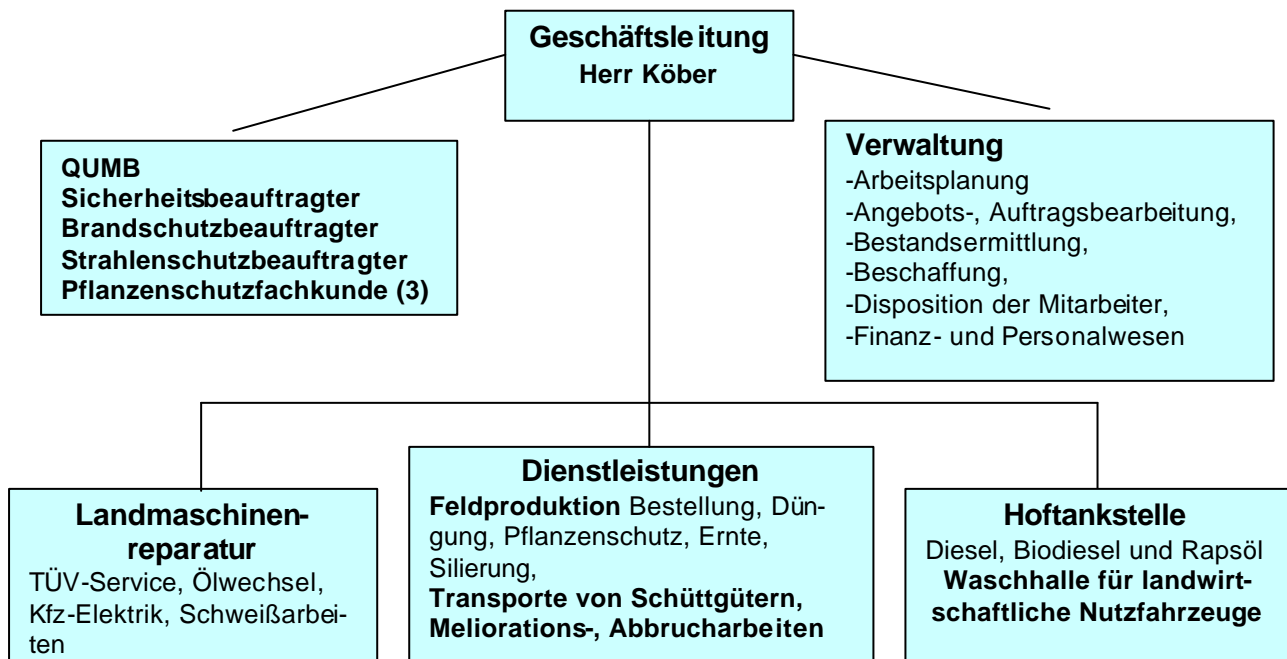 Geschäftsleitung
Herr Köber
QUMB
Sicherheitsbeauftragter
Brandschutzbeauftragter
Strahlenschutzbeauftragter
Pflanzenschutzfachkunde (3)
Verwaltung
-Arbeitsplanung
-Angebots-, Auftragsbearbeitung,
-Bestandsermittlung,
-Beschaffung,
-Disposition der Mitarbeiter,
-Finanz- und Personalwesen
Landmaschinen-
reparatur
TÜV-Service, Ölwechsel,
Kfz-Elektrik, Schweißarbei-
ten
Dienstleistungen
Feldproduktion Bestellung, Dün-
gung, Pflanzenschutz, Ernte,
Silierung,
Transporte von Schüttgütern,
Meliorations-, Abbrucharbeiten
Hoftankstelle
Diesel, Biodiesel und Rapsöl
Waschhalle für landwirt-
schaftliche Nutzfahrzeuge